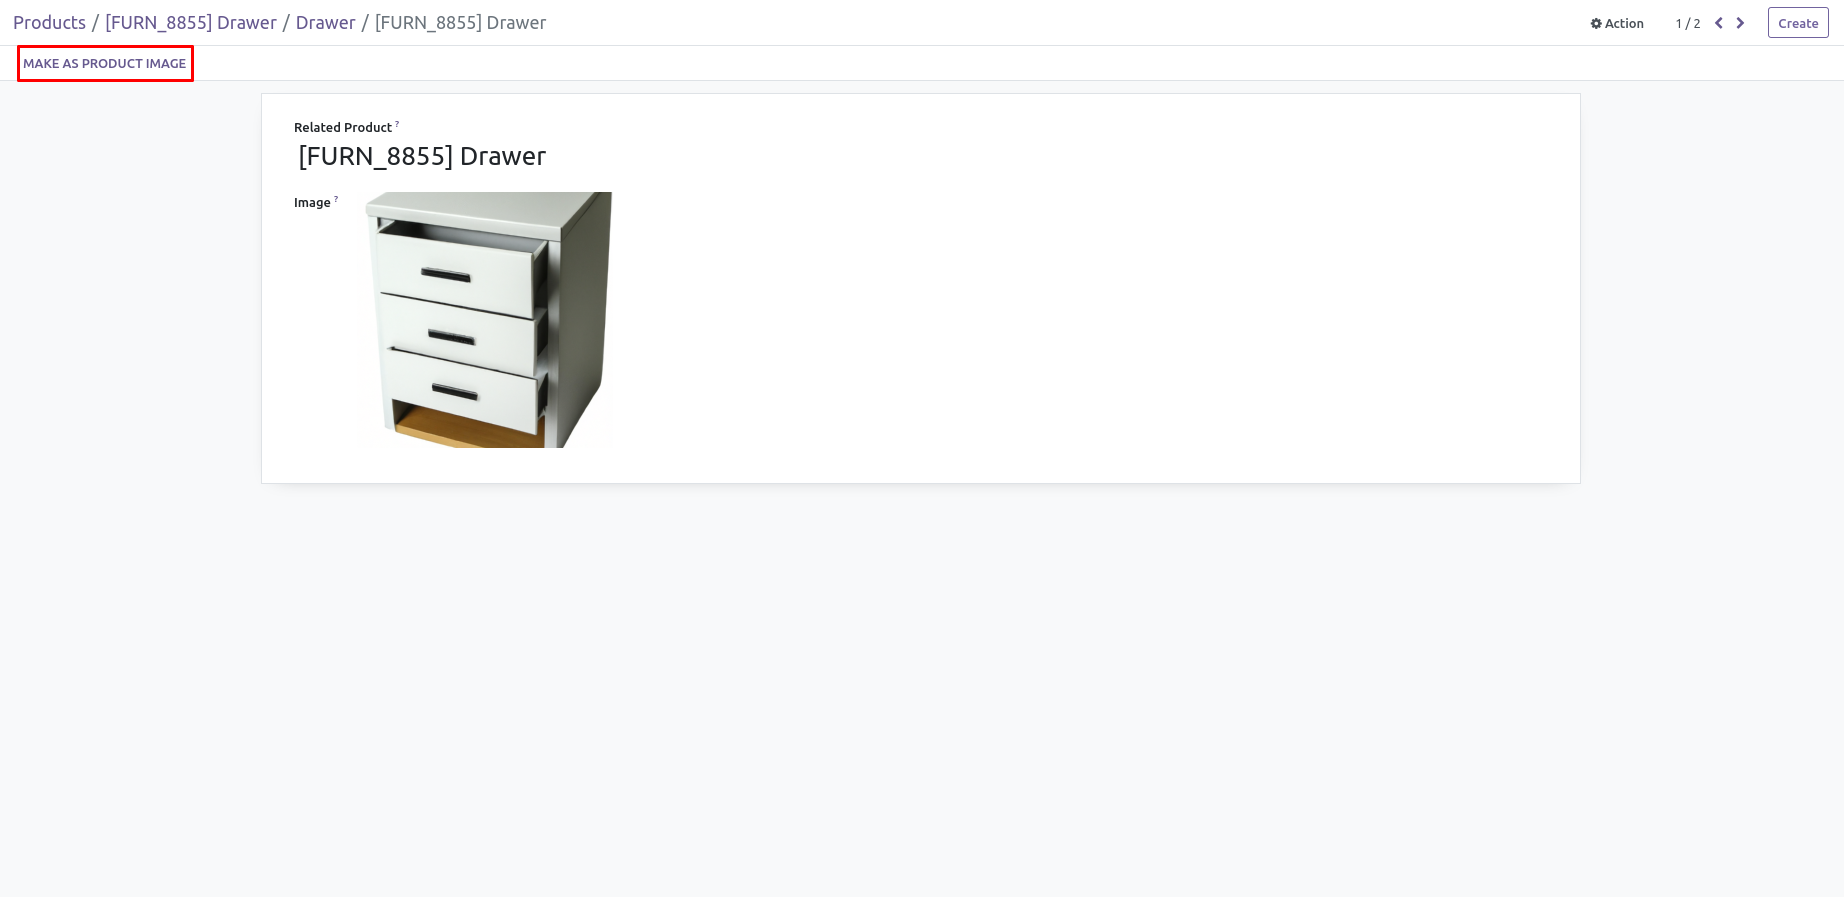 Products / [FURN_8855] Drawer / Drawer / [FURN_8855] Drawer
Action 1 / 2 Create
MAKE AS PRODUCT IMAGE
Related Product ?
[FURN_8855] Drawer
Image ?